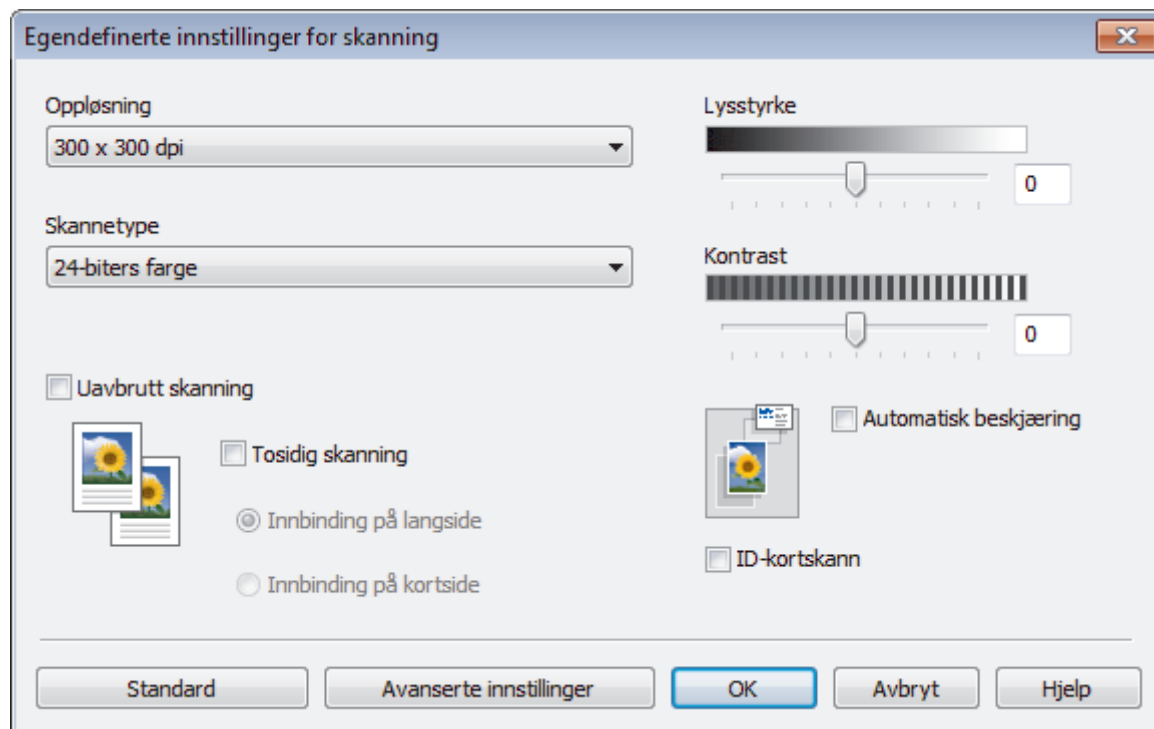 Egendefinerte innstillinger for skanning
Oppløsning
300 x 300 dpi
Skannetype
24-biters farge
Uavbrutt skanning
Tosidig skanning
Innbinding på langside
Innbinding på kortside
Lysstyrke
0
Kontrast
0
Automatisk beskjæring
ID-kortskann
Standard
Avanserte innstillinger
OK
Avbryt
Hjelp